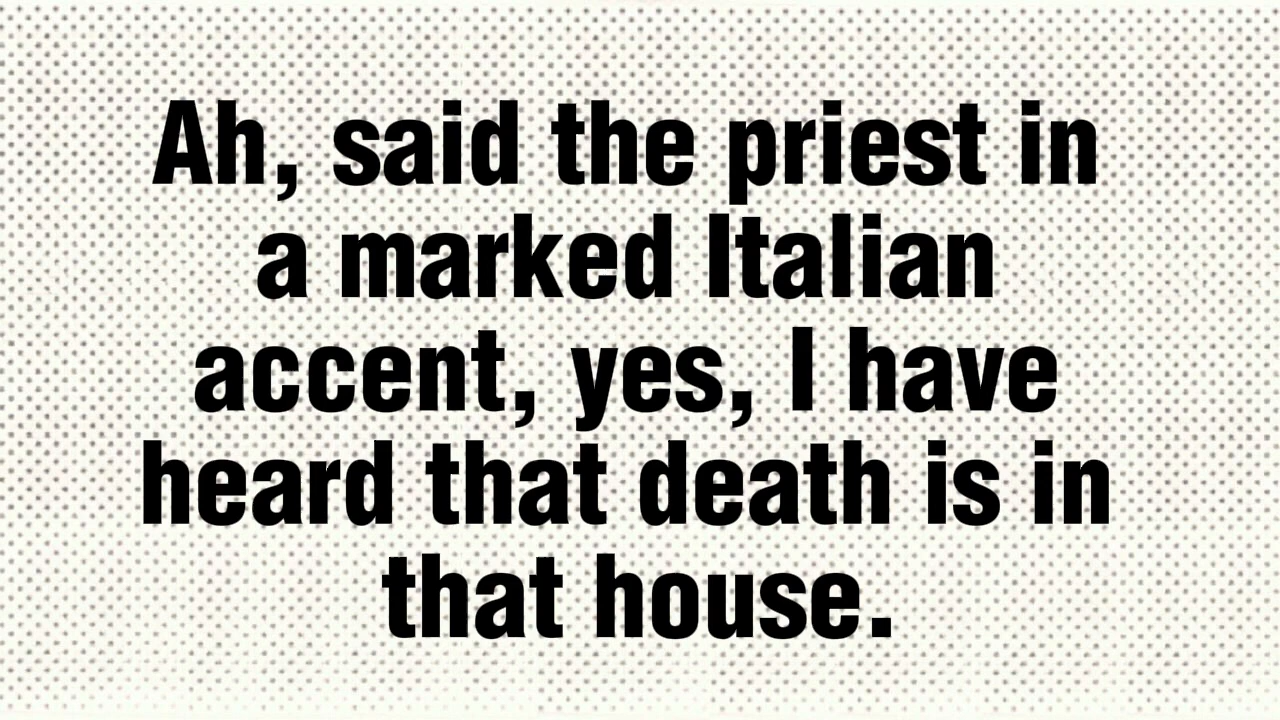 Ah, said the priest in
a marked Italian
accent, yes, I have
heard that death is in
that house.